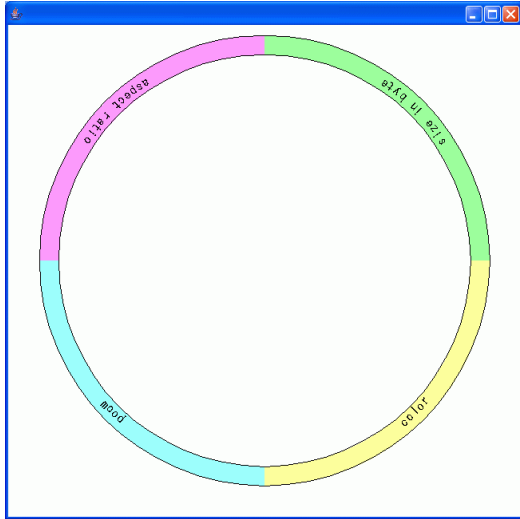 aspect ratio
size in byte
mood
color